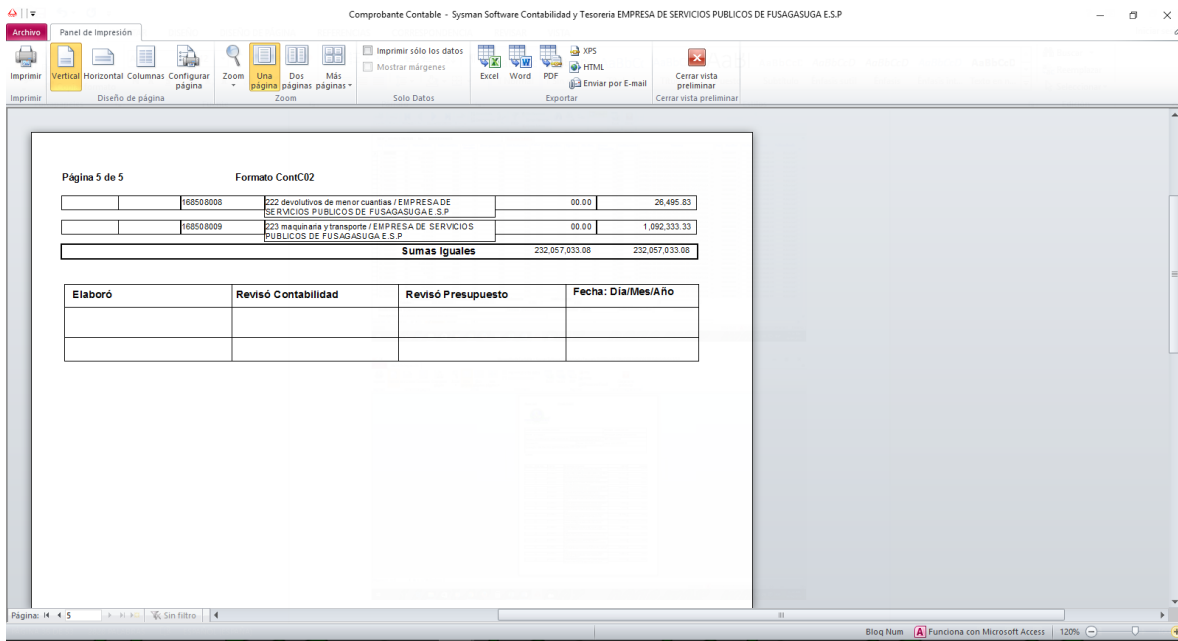 Comprobante Contable - Sysman Software Contabilidad y Tesoreria EMPRESA DE SERVICIOS PUBLICOS DE FUSAGASUGA E.S.P
Archivo Panel de Impresión
Imprimir Vertical Horizontal Columnas Configurar página Zoom Una página Dos páginas Más páginas Imprimir sólo los datos Mostrar márgenes Excel Word PDF XPS HTML Enviar por E-mail Cerrar vista preliminar
Imprimir Diseño de página Zoom Solo Datos Exportar Cerrar vista preliminar
Página 5 de 5 Formato ContC02
168508008 222 devolutivos de menor cuantias / EMPRESA DE 00.00 26,495.83
SERVICIOS PUBLICOS DE FUSAGASUGA E.S.P
168508009 223 maquinaria y transporte / EMPRESA DE SERVICIOS 00.00 1,092,333.33
PUBLICOS DE FUSAGASUGA E.S.P
Sumas Iguales 232,057,033.08 232,057,033.08
Elaboró Revisó Contabilidad Revisó Presupuesto Fecha: Día/Mes/Año
Página: 5 Sin filtro
Bloq Num Funciona con Microsoft Access 120%